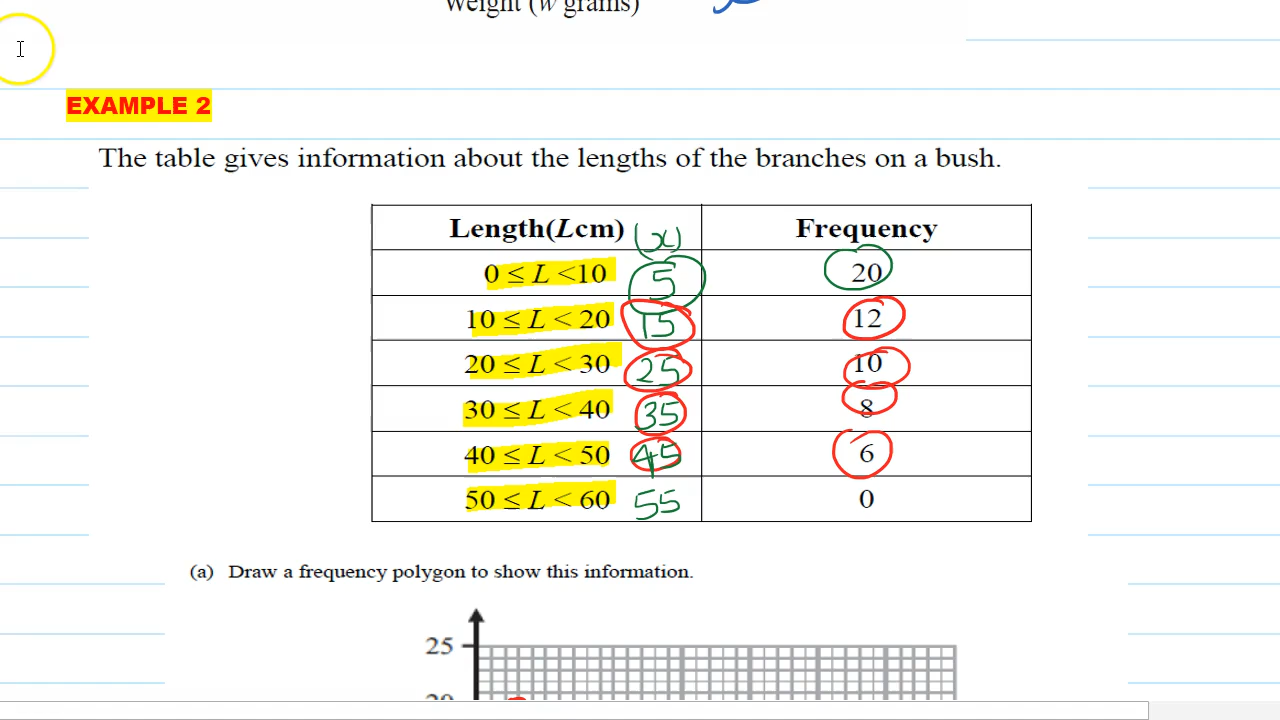 Weight (w grams)
EXAMPLE 2
The table gives information about the lengths of the branches on a bush.
Length(Lcm) (x) Frequency
0 ≤ L <10 5 20
10 ≤ L < 20 15 12
20 ≤ L < 30 25 10
30 ≤ L < 40 35 8
40 ≤ L < 50 45 6
50 ≤ L < 60 55 0
(a) Draw a frequency polygon to show this information.
25
20